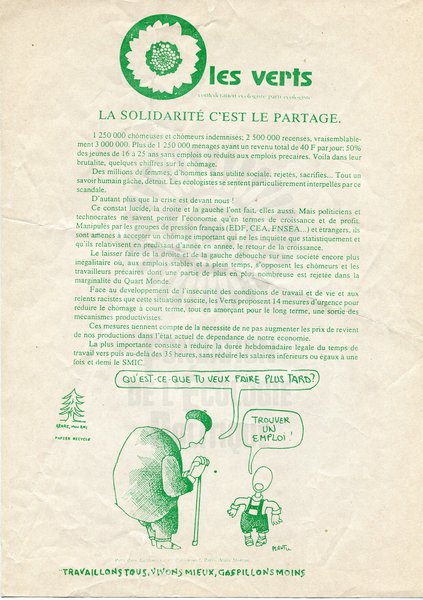 les verts
confédération écologiste parti écologiste
LA SOLIDARITÉ C'EST LE PARTAGE.
1 250 000 chômeuses et chômeurs indemnisés; 2 500 000 recensés, vraisemblable-
ment 3 000 000. Plus de 1 250 000 ménages ayant un revenu total de 40 F par jour; 50%
des jeunes de 16 à 25 ans sans emplois ou réduits aux emplois précaires. Voila dans leur
brutalité, quelques chiffres sur le chômage.
Des millions de femmes, d'hommes sans utilité sociale, rejetés, sacrifiés... Tout un
savoir humain gâché, détroit. Les écologistes se sentent particulièrement interpelés par ce
scandale.
D'autant plus que la crise est devant nous !
Ce constat lucide, la droite et la gauche l'ont fait, elles aussi. Mais politiciens et
technocrates ne savent penser l'économie qu'en termes de croissance et de profit.
Manipulés par les groupes de pression français (EDF, CEA, FNSEA...) et étrangers, ils
sont amenés à accepter un chômage important qui ne les inquiète que statistiquement et
qu'ils relativisent en prédisant d'année en année, le retour de la croissance.
Le laisser faire de la droite et de la gauche débouche sur une société encore plus
inégalitaire où, aux emplois stables et à plein temps, s'opposent les chômeurs et les
travailleurs précaires dont une partie de plus en plus nombreuse est rejetée dans la
marginalité du Quart Monde.
Face au développement de l'insécurité des conditions de travail et de vie et aux
relents racistes que cette situation suscite, les Verts proposent 14 mesures d'urgence pour
réduire le chômage à court terme, tout en amorçant pour le long terme, une sortie des
mécanismes productivistes.
Ces mesures tiennent compte de la nécessité de ne pas augmenter les prix de revient
de nos productions dans l'état actuel de dépendance de notre économie.
La plus importante consiste à réduire la durée hebdomadaire légale du temps de
travail vers puis au-delà des 35 heures, sans réduire les salaires inférieurs ou égaux à une
fois et demi le SMIC.
QU'EST-CE-QUE TU VEUX FAIRE PLUS TARD?
TROUVER
UN
EMPLOI !
PAPIER RECYCLÉ
"TRAVAILLONS TOUS, VIVONS MIEUX, GASPILLONS MOINS